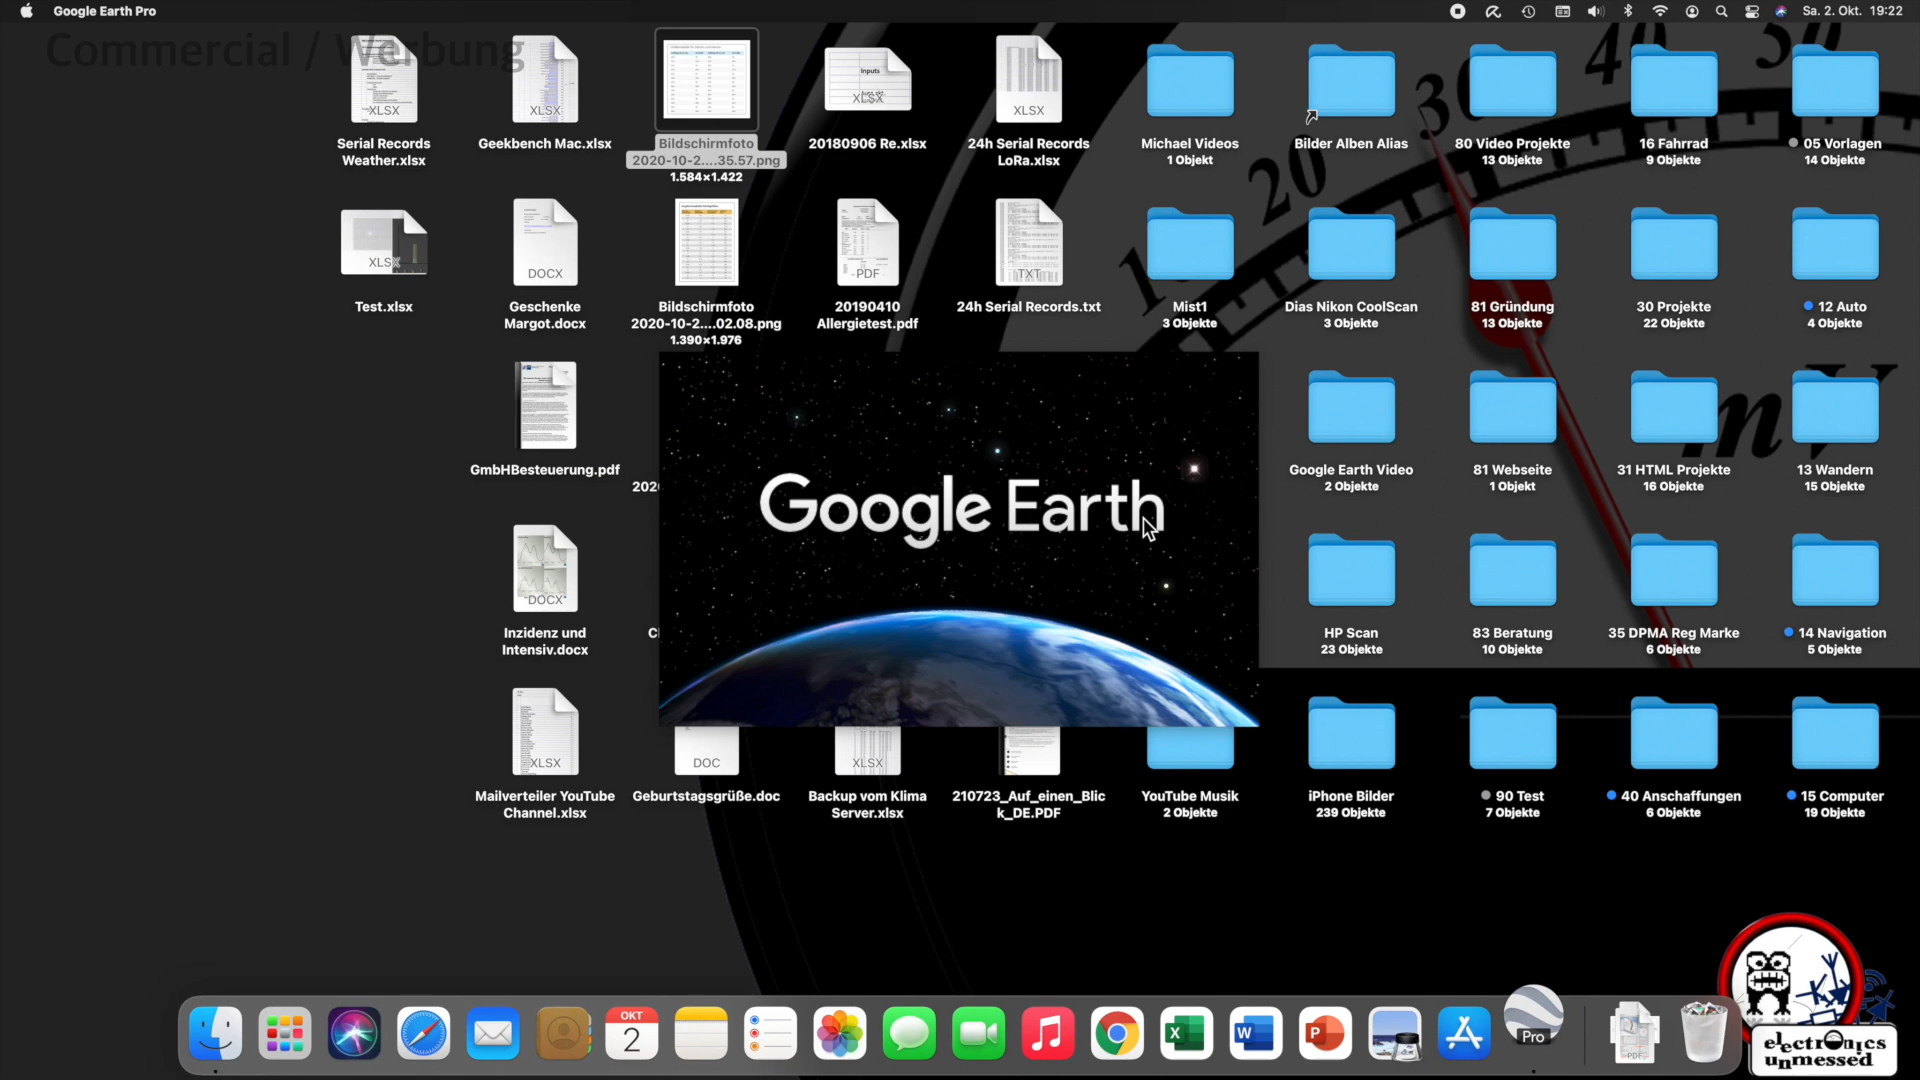 Google Earth Pro
Sa. 2. Okt. 19:22
Commercial / Werbung
40
50
30
20
mV
XLSX
Serial Records
Weather.xlsx
XLSX
Geekbench Mac.xlsx
Bildschirmfoto
2020-10-2....35.57.png
1.584×1.422
Inputs
XLSX
20180906 Re.xlsx
XLSX
24h Serial Records
LoRa.xlsx
Michael Videos
1 Objekt
Bilder Alben Alias
80 Video Projekte
13 Objekte
16 Fahrrad
9 Objekte
05 Vorlagen
14 Objekte
XLSX
Test.xlsx
DOCX
Geschenke
Margot.docx
Bildschirmfoto
2020-10-2....02.08.png
1.390×1.976
PDF
20190410
Allergietest.pdf
TXT
24h Serial Records.txt
Mist1
3 Objekte
Dias Nikon CoolScan
3 Objekte
81 Gründung
13 Objekte
30 Projekte
22 Objekte
12 Auto
4 Objekte
GmbHBesteuerung.pdf
Google Earth
Google Earth Video
2 Objekte
81 Webseite
1 Objekt
31 HTML Projekte
16 Objekte
13 Wandern
15 Objekte
DOCX
Inzidenz und
Intensiv.docx
HP Scan
23 Objekte
83 Beratung
10 Objekte
35 DPMA Reg Marke
6 Objekte
14 Navigation
5 Objekte
XLSX
Mailverteiler YouTube
Channel.xlsx
DOC
Geburtstagsgrüße.doc
XLSX
Backup vom Klima
Server.xlsx
210723_Auf_einen_Blic
k_DE.PDF
YouTube Musik
2 Objekte
iPhone Bilder
239 Objekte
90 Test
7 Objekte
40 Anschaffungen
6 Objekte
15 Computer
19 Objekte
OKT
2
X
W
P
Pro
PDF
electronics
unmessed